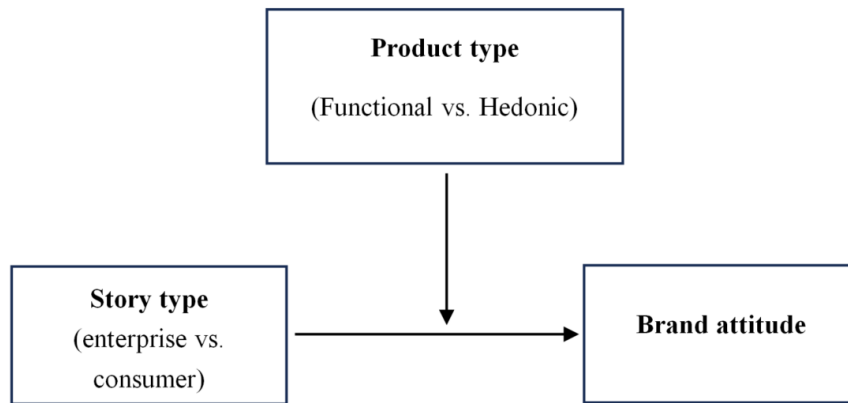 Product type
(Functional vs. Hedonic)
Story type
(enterprise vs.
consumer)
Brand attitude